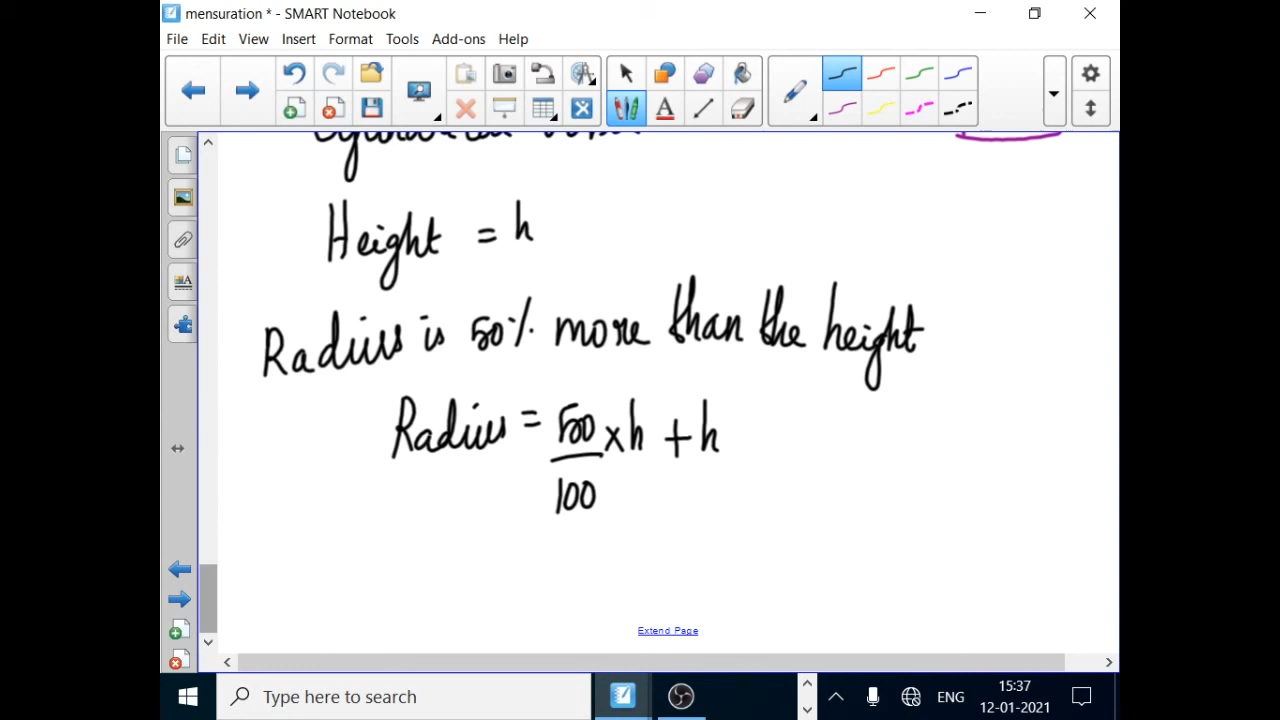 mensuration * - SMART Notebook
File Edit View Insert Format Tools Add-ons Help
Height = h
Radius is 50% more than the height
Radius = 50/100 x h + h
Extend Page
Type here to search
ENG
15:37
12-01-2021